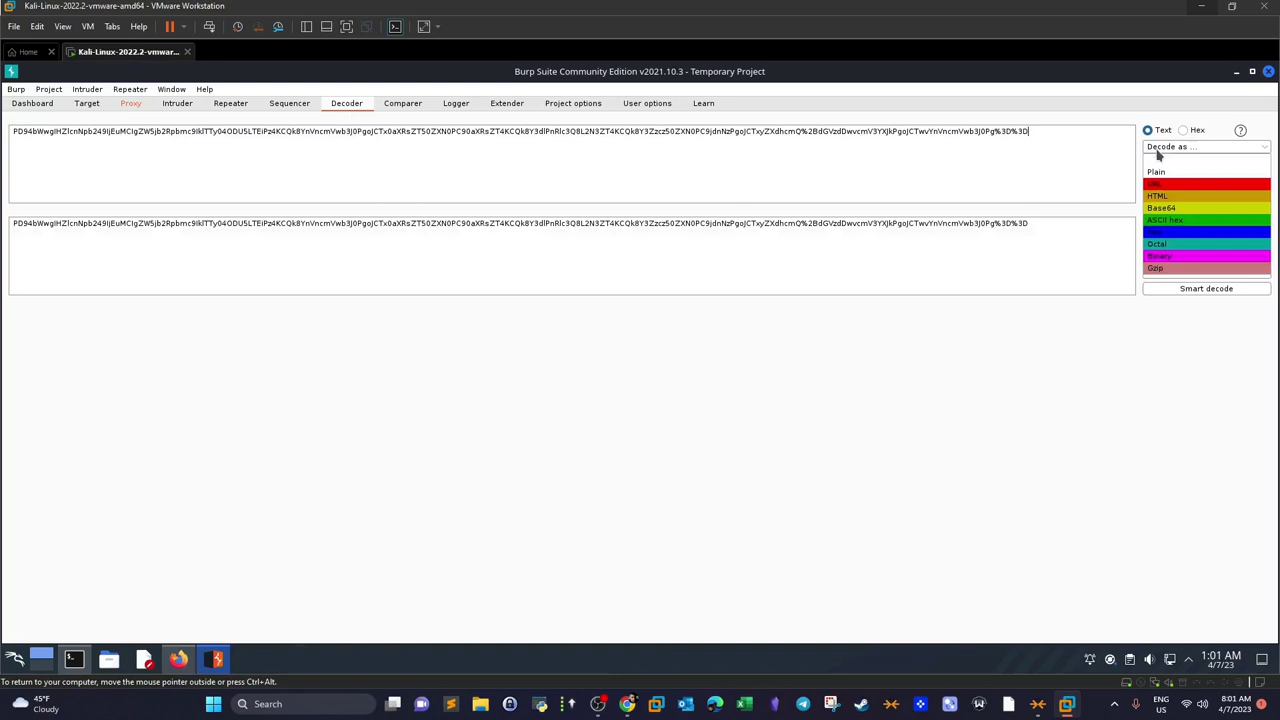 Kali-Linux-2022.2-vmware-amd64 - VMware Workstation
File Edit View VM Tabs Help
Home Kali-Linux-2022.2-vmwar...
Burp Suite Community Edition v2021.10.3 - Temporary Project
Burp Project Intruder Repeater Window Help
Dashboard Target Proxy Intruder Repeater Sequencer Decoder Comparer Logger Extender Project options User options Learn
Text Hex
Decode as ...
Plain
URL
HTML
Base64
ASCII hex
Hex
Octal
Binary
Gzip
Smart decode
1:01 AM
4/7/23
To return to your computer, move the mouse pointer outside or press Ctrl+Alt.
45°F
Cloudy
Search
ENG
US
8:01 AM
4/7/2023